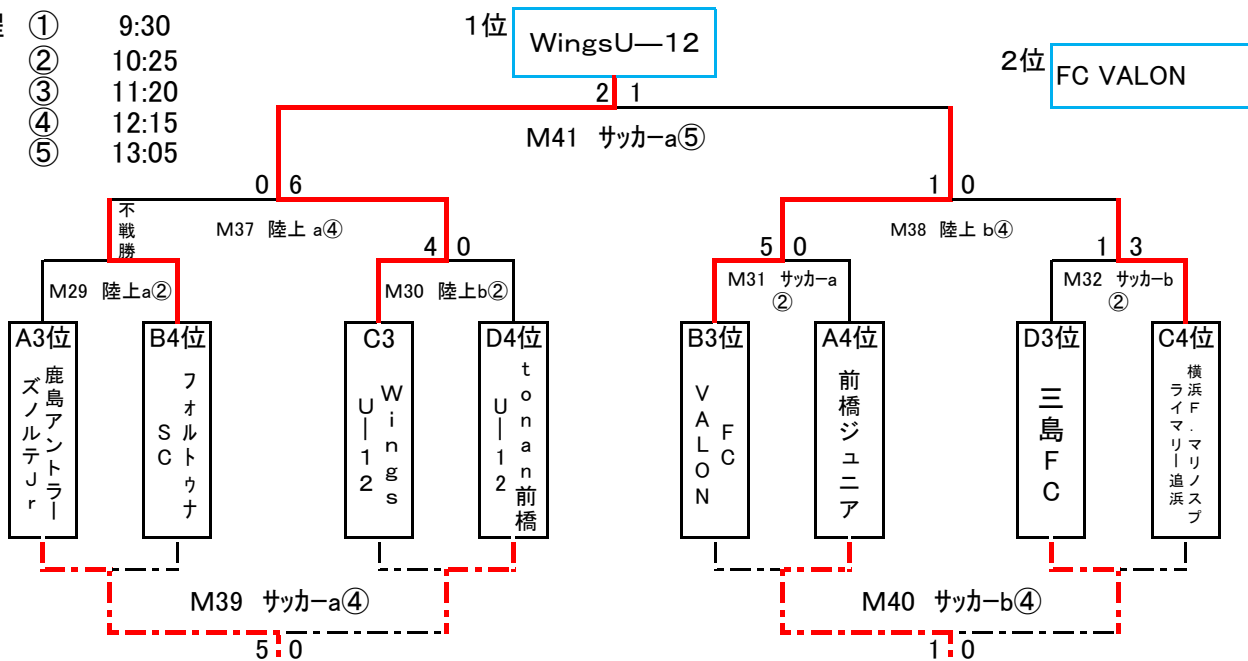 ① 9:30
② 10:25
③ 11:20
④ 12:15
⑤ 13:05
1位 WingsU―12
2位 FC VALON
2 1
M41 サッカーa⑤
0 6
1 0
不戦勝
M37 陸上 a④
M38 陸上 b④
4 0
5 0
1 3
M29 陸上a②
M30 陸上b②
M31 サッカーa②
M32 サッカーb②
A3位
鹿島アントラーズノルテJr
B4位
フォルトゥナSC
C3
WingsU―12
D4位
tonan前橋U―12
B3位
FC VALON
A4位
前橋ジュニア
D3位
三島FC
C4位
横浜F.マリノスプライマリー追浜
M39 サッカーa④
M40 サッカーb④
5 0
1 0